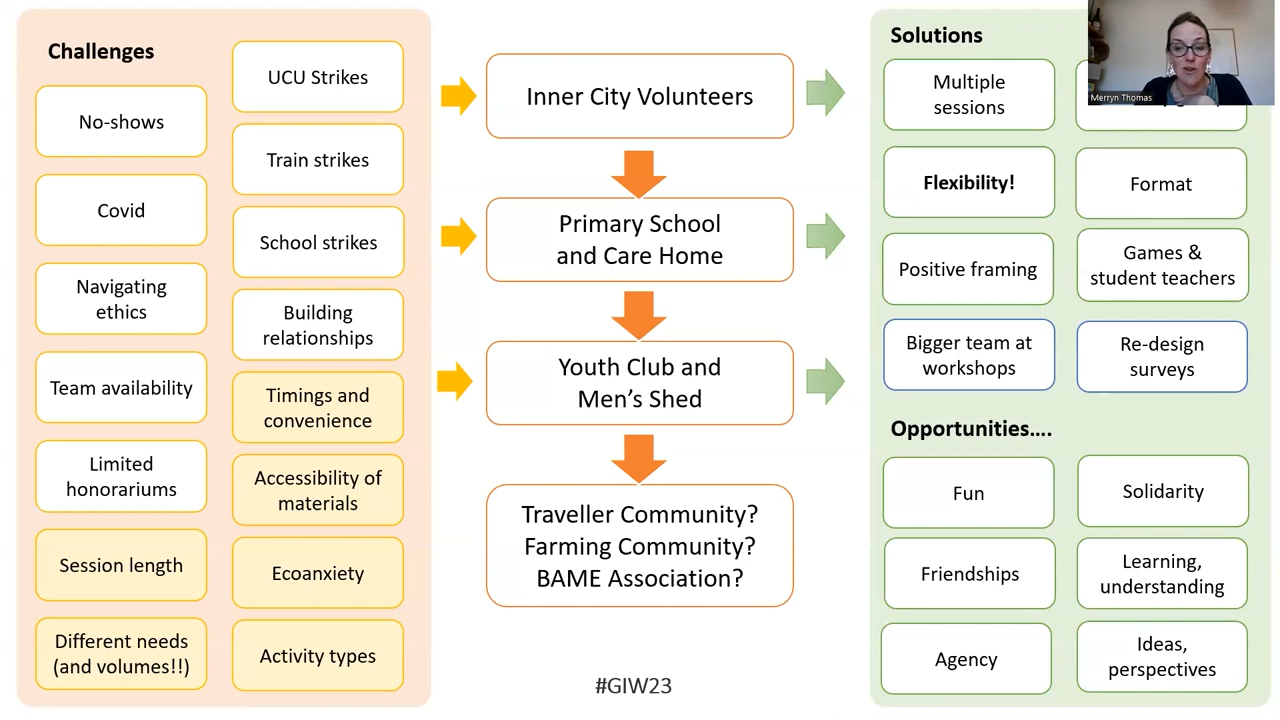 Challenges
No-shows
Covid
Navigating
ethics
Team availability
Limited
honorariums
Session length
Different needs
(and volumes!!)
UCU Strikes
Train strikes
School strikes
Building
relationships
Timings and
convenience
Accessibility of
materials
Ecoanxiety
Activity types
Inner City Volunteers
Primary School
and Care Home
Youth Club and
Men's Shed
Traveller Community?
Farming Community?
BAME Association?
#GIW23
Solutions
Multiple
sessions
Flexibility!
Format
Positive framing
Games &
student teachers
Bigger team at
workshops
Re-design
surveys
Opportunities....
Fun
Solidarity
Friendships
Learning,
understanding
Agency
Ideas,
perspectives
Merryn Thomas